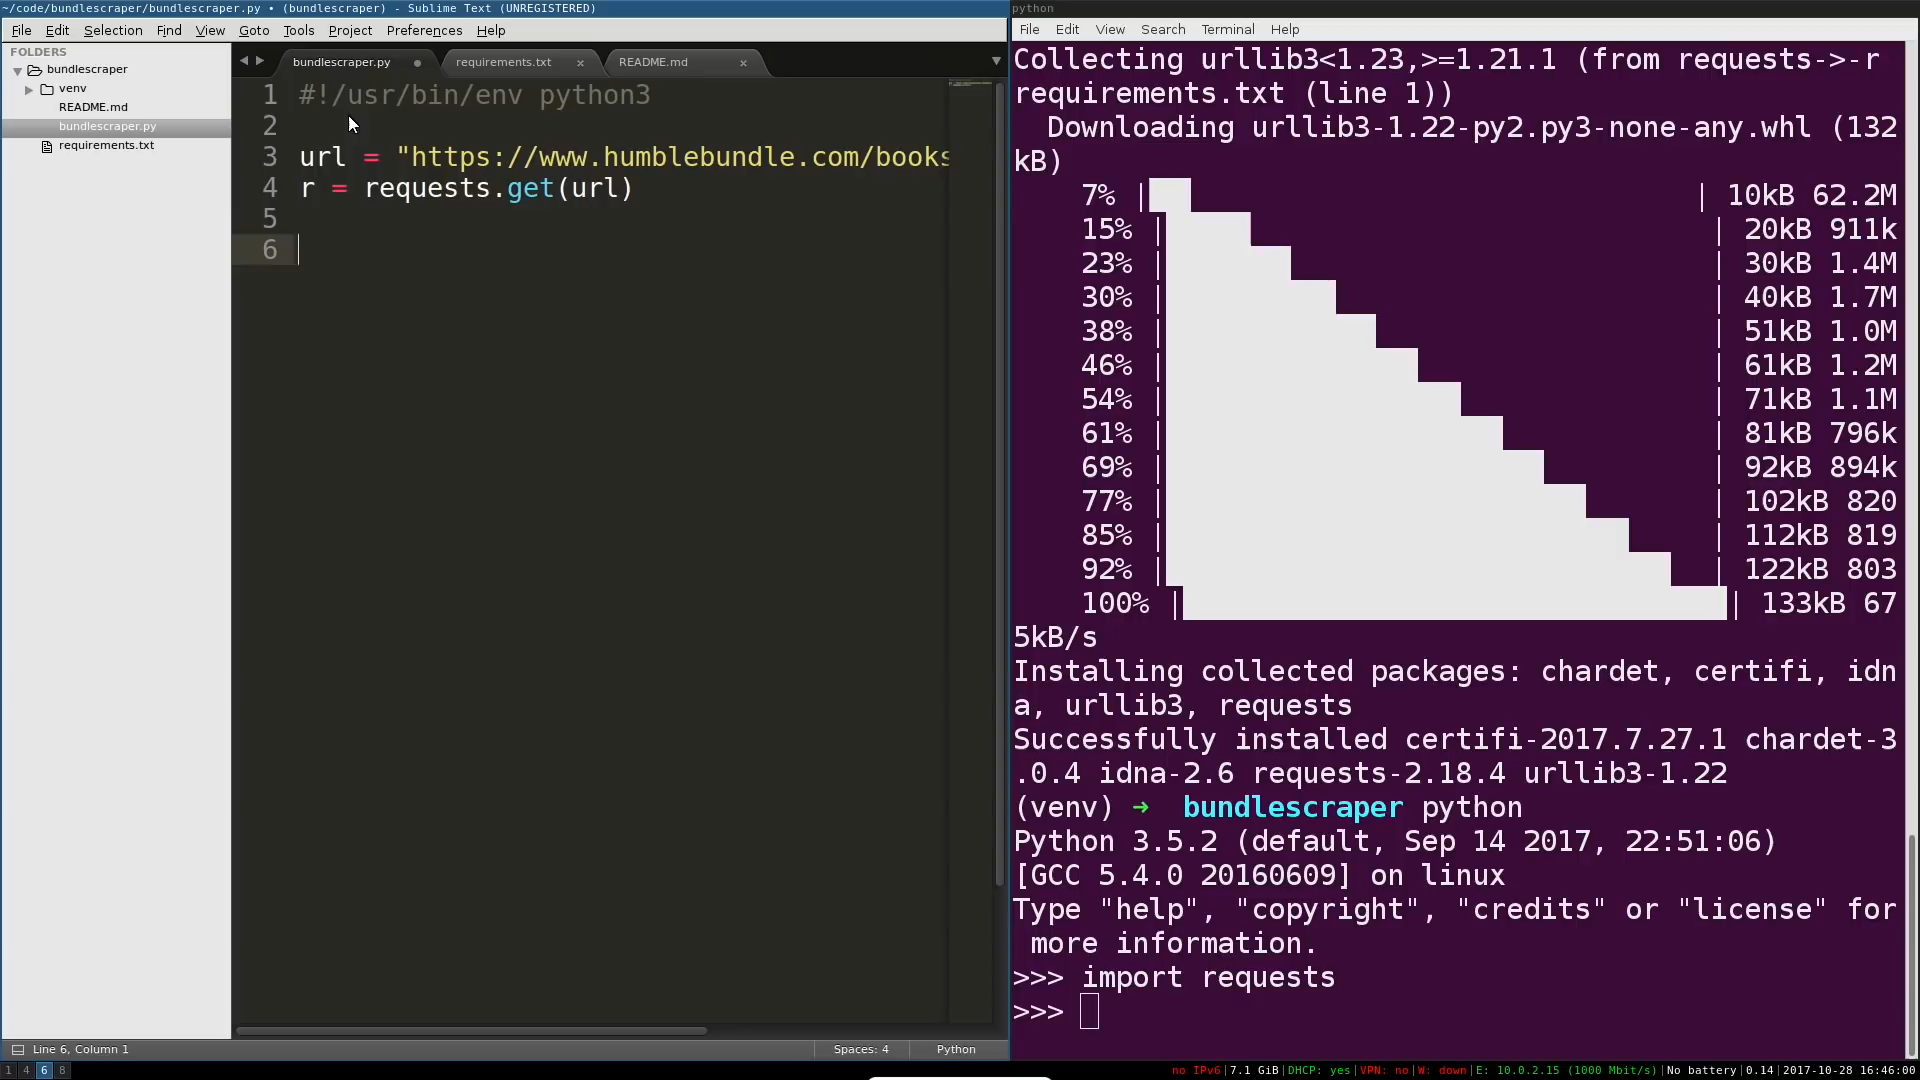 ~/code/bundlescraper/bundlescraper.py • (bundlescraper) - Sublime Text (UNREGISTERED)
File Edit Selection Find View Goto Tools Project Preferences Help
FOLDERS
bundlescraper
venv
README.md
bundlescraper.py
requirements.txt
bundlescraper.py requirements.txt README.md
1 #!/usr/bin/env python3
2
3 url = "https://www.humblebundle.com/books
4 r = requests.get(url)
5
6
Line 6, Column 1 Spaces: 4 Python
python
File Edit View Search Terminal Help
Collecting urllib3<1.23,>=1.21.1 (from requests->-r
requirements.txt (line 1))
Downloading urllib3-1.22-py2.py3-none-any.whl (132
kB)
7% | | 10kB 62.2M
15% | | 20kB 911k
23% | | 30kB 1.4M
30% | | 40kB 1.7M
38% | | 51kB 1.0M
46% | | 61kB 1.2M
54% | | 71kB 1.1M
61% | | 81kB 796k
69% | | 92kB 894k
77% | | 102kB 820
85% | | 112kB 819
92% | | 122kB 803
100% | | 133kB 67
5kB/s
Installing collected packages: chardet, certifi, idn
a, urllib3, requests
Successfully installed certifi-2017.7.27.1 chardet-3
.0.4 idna-2.6 requests-2.18.4 urllib3-1.22
(venv) → bundlescraper python
Python 3.5.2 (default, Sep 14 2017, 22:51:06)
[GCC 5.4.0 20160609] on linux
Type "help", "copyright", "credits" or "license" for
more information.
>>> import requests
>>>
1 4 6 8
no IPv6|7.1 GiB|DHCP: yes|VPN: no|W: down|E: 10.0.2.15 (1000 Mbit/s)|No battery|0.14|2017-10-28 16:46:00